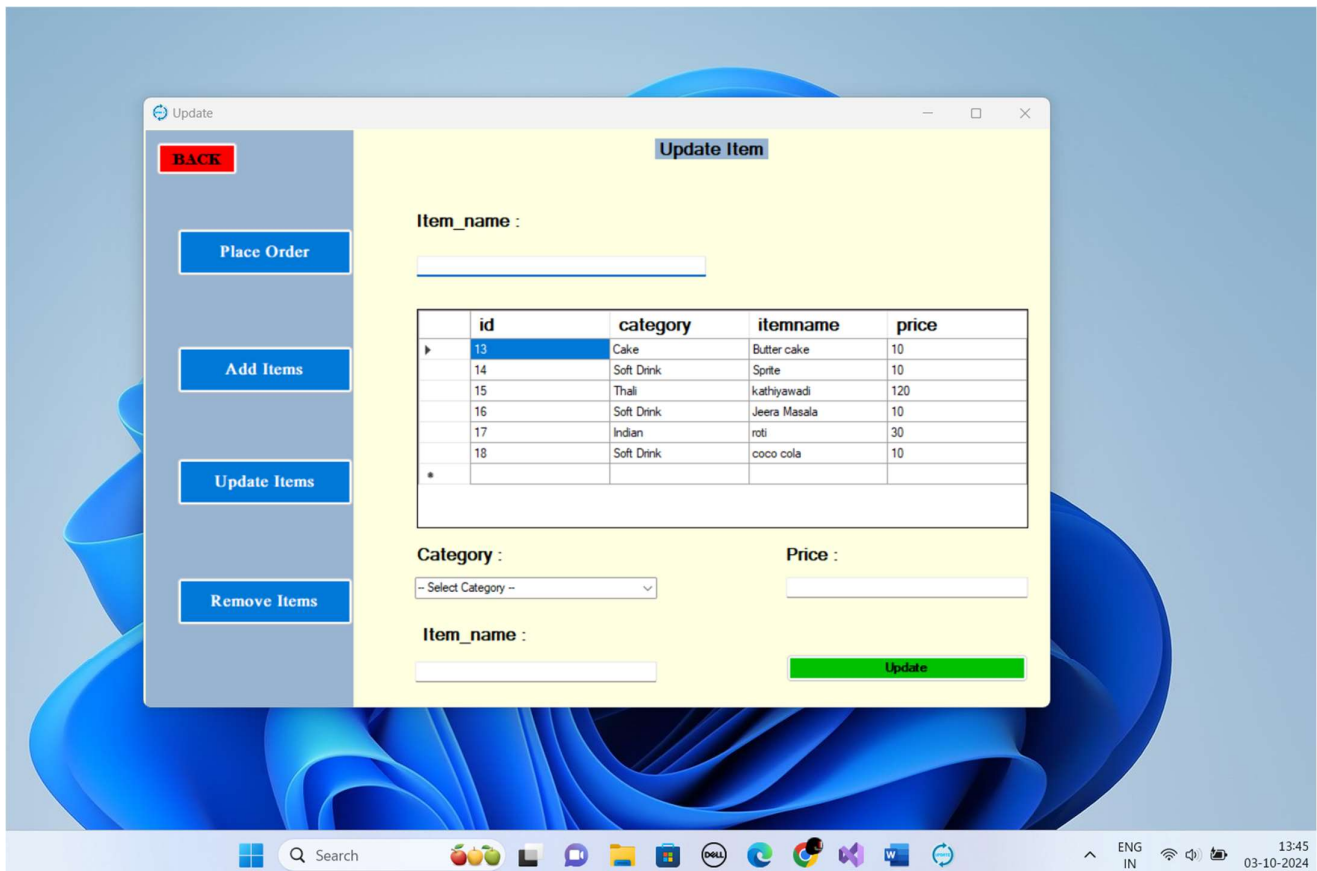 Update
BACK
Update Item
Place Order
Add Items
Update Items
Remove Items
Item_name :
id category itemname price
13 Cake Butter cake 10
14 Soft Drink Sprite 10
15 Thali kathiyawadi 120
16 Soft Drink Jeera Masala 10
17 Indian roti 30
18 Soft Drink coco cola 10
Category : Price :
-- Select Category --
Item_name :
Update
Search
DELL
ENG
IN
13:45
03-10-2024